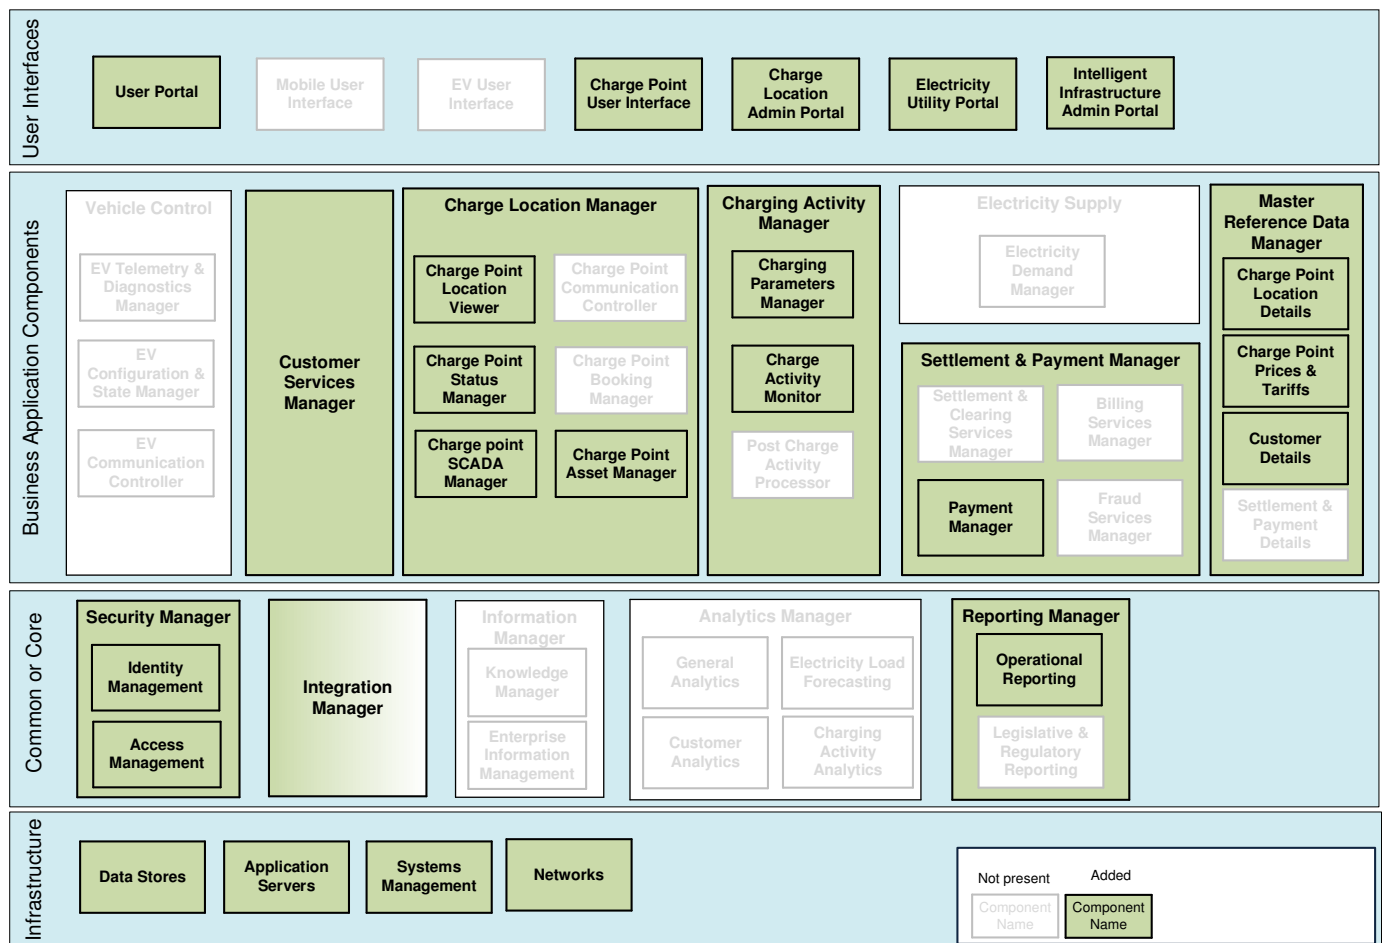 User Interfaces
User Portal
Mobile User
Interface
EV User
Interface
Charge Point
User Interface
Charge
Location
Admin Portal
Electricity
Utility Portal
Intelligent
Infrastructure
Admin Portal
Business Application Components
Vehicle Control
EV Telemetry &
Diagnostics
Manager
EV
Configuration &
State Manager
EV
Communication
Controller
Customer
Services
Manager
Charge Location Manager
Charge Point
Location
Viewer
Charge Point
Communication
Controller
Charge Point
Status
Manager
Charge Point
Booking
Manager
Charge point
SCADA
Manager
Charge Point
Asset Manager
Charging Activity
Manager
Charging
Parameters
Manager
Charge
Activity
Monitor
Post Charge
Activity
Processor
Electricity Supply
Electricity
Demand
Manager
Settlement & Payment Manager
Settlement &
Clearing
Services
Manager
Billing
Services
Manager
Payment
Manager
Fraud
Services
Manager
Master
Reference Data
Manager
Charge Point
Location
Details
Charge Point
Prices &
Tariffs
Customer
Details
Settlement &
Payment
Details
Common or Core
Security Manager
Identity
Management
Access
Management
Integration
Manager
Information
Manager
Knowledge
Manager
Enterprise
Information
Management
Analytics Manager
General
Analytics
Electricity Load
Forecasting
Customer
Analytics
Charging
Activity
Analytics
Reporting Manager
Operational
Reporting
Legislative &
Regulatory
Reporting
Infrastructure
Data Stores
Application
Servers
Systems
Management
Networks
Not present
Added
Component
Name
Component
Name